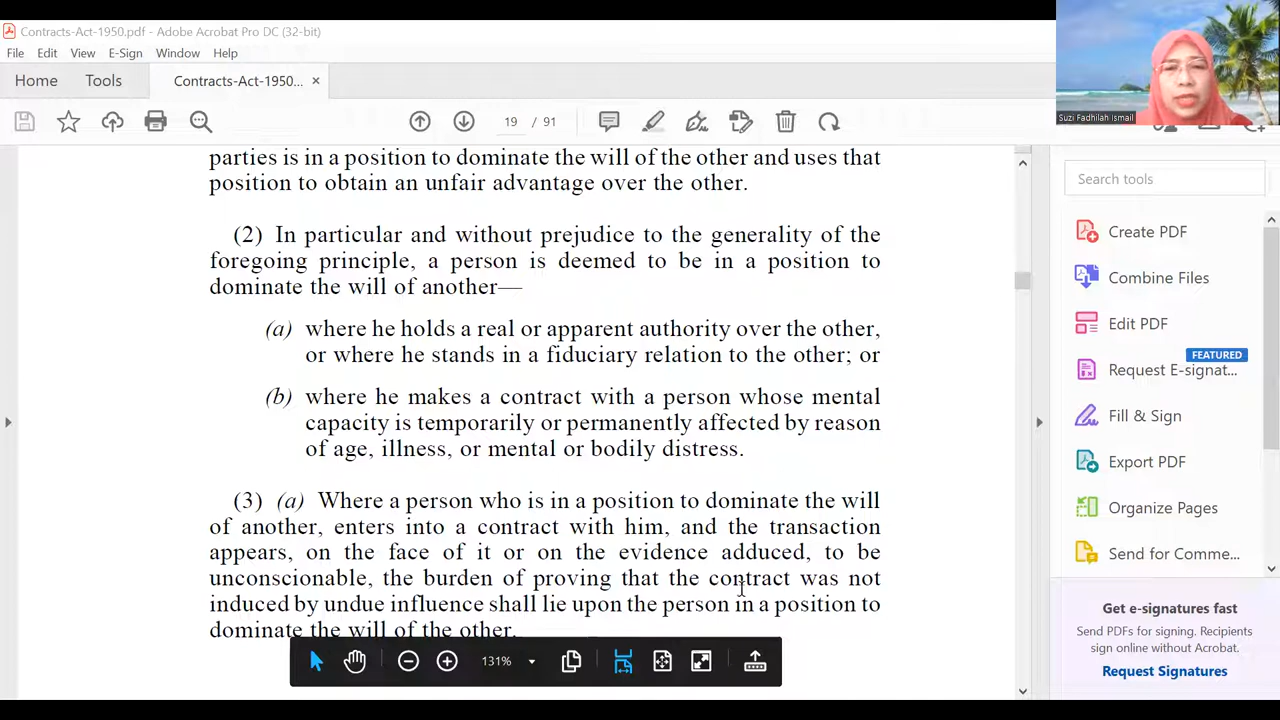 Contracts-Act-1950.pdf - Adobe Acrobat Pro DC (32-bit)
File Edit View E-Sign Window Help
Home Tools Contracts-Act-1950... ×
19 / 91
Suzi Fadhilah Ismail
parties is in a position to dominate the will of the other and uses that
position to obtain an unfair advantage over the other.
(2) In particular and without prejudice to the generality of the
foregoing principle, a person is deemed to be in a position to
dominate the will of another—
(a) where he holds a real or apparent authority over the other,
or where he stands in a fiduciary relation to the other; or
(b) where he makes a contract with a person whose mental
capacity is temporarily or permanently affected by reason
of age, illness, or mental or bodily distress.
(3) (a) Where a person who is in a position to dominate the will
of another, enters into a contract with him, and the transaction
appears, on the face of it or on the evidence adduced, to be
unconscionable, the burden of proving that the contract was not
induced by undue influence shall lie upon the person in a position to
dominate the will of the other.
131%
Search tools
Create PDF
Combine Files
Edit PDF
FEATURED
Request E-signat...
Fill & Sign
Export PDF
Organize Pages
Send for Comme...
Get e-signatures fast
Send PDFs for signing. Recipients
sign online without Acrobat.
Request Signatures